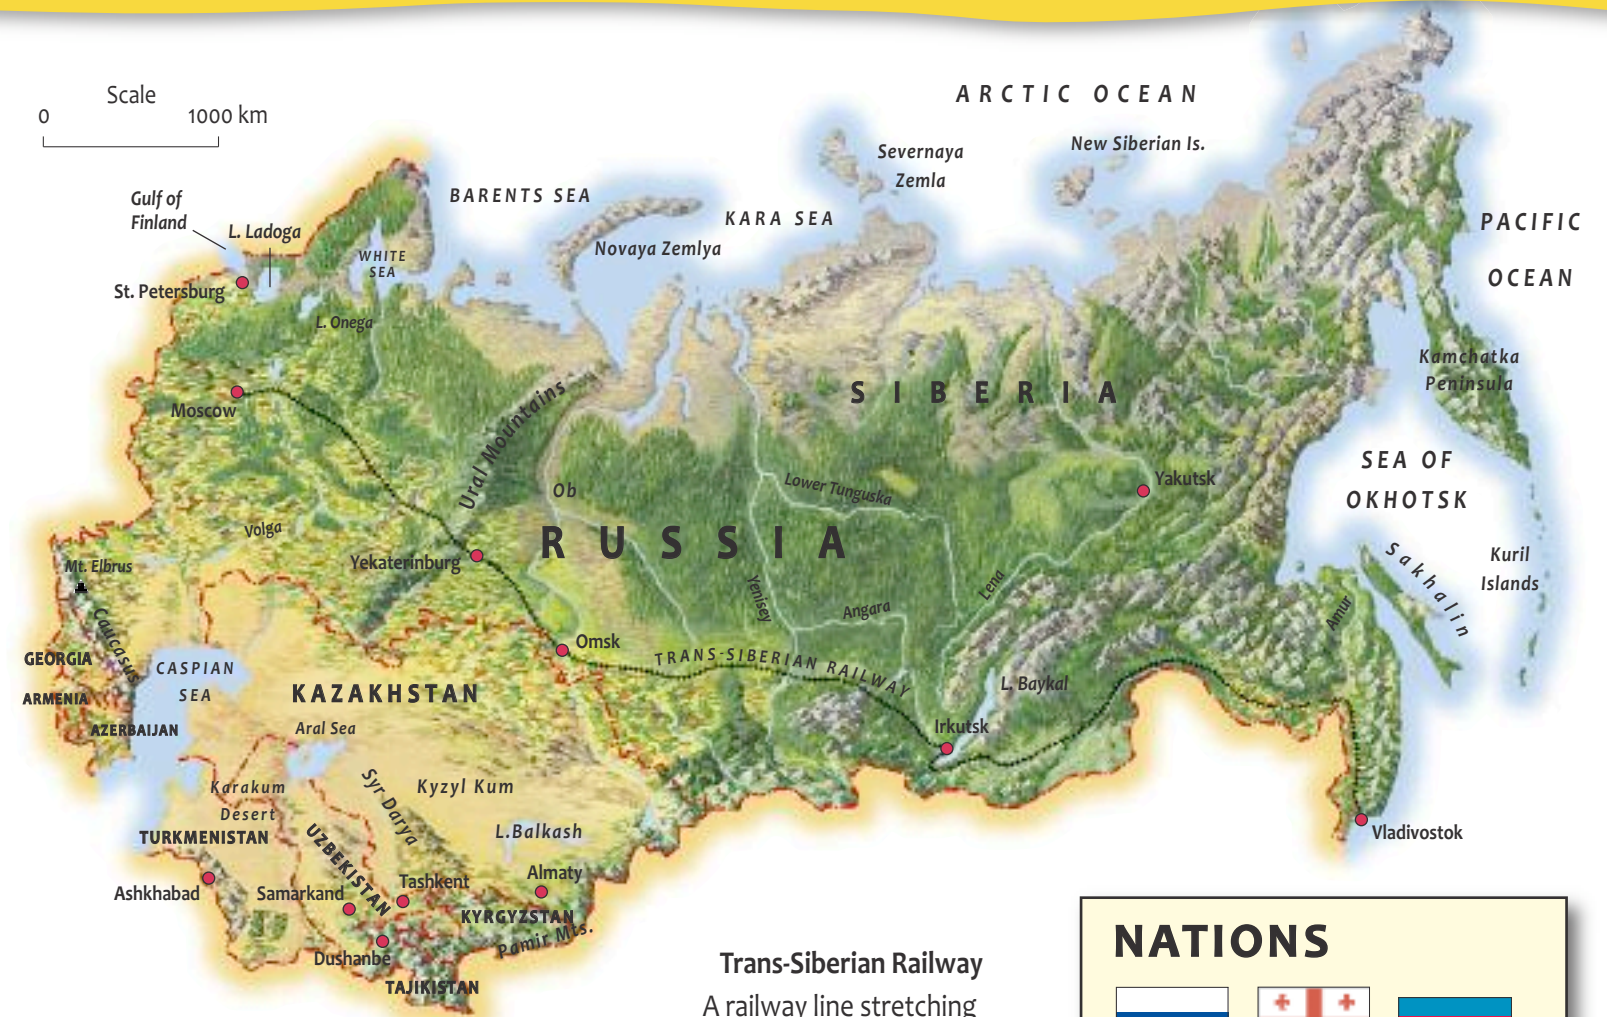 Scale
0
1000 km
ARCTIC OCEAN
New Siberian Is.
Severnaya
Zemla
BARENTS SEA
KARA SEA
Novaya Zemlya
Gulf of
Finland
L. Ladoga
WHITE
SEA
PACIFIC
OCEAN
St. Petersburg
L. Onega
Kamchatka
Peninsula
SIBERIA
Moscow
Ural Mountains
Ob
Lower Tunguska
Yakutsk
SEA OF
OKHOTSK
RUSSIA
Volga
Yekaterinburg
Mt. Elbrus
Caucasus
Yenisey
Angara
Lena
Amur
Sakhalin
Kuril
Islands
Omsk
TRANS-SIBERIAN RAILWAY
L. Baykal
Irkutsk
GEORGIA
ARMENIA
AZERBAIJAN
CASPIAN
SEA
KAZAKHSTAN
Aral Sea
Karakum
Desert
Syr Darya
Kyzyl Kum
L.Balkash
TURKMENISTAN
UZBEKISTAN
Vladivostok
Ashkhabad
Samarkand
Tashkent
Almaty
KYRGYZSTAN
Pamir Mts.
Dushanbe
TAJIKISTAN
Trans-Siberian Railway
A railway line stretching
NATIONS